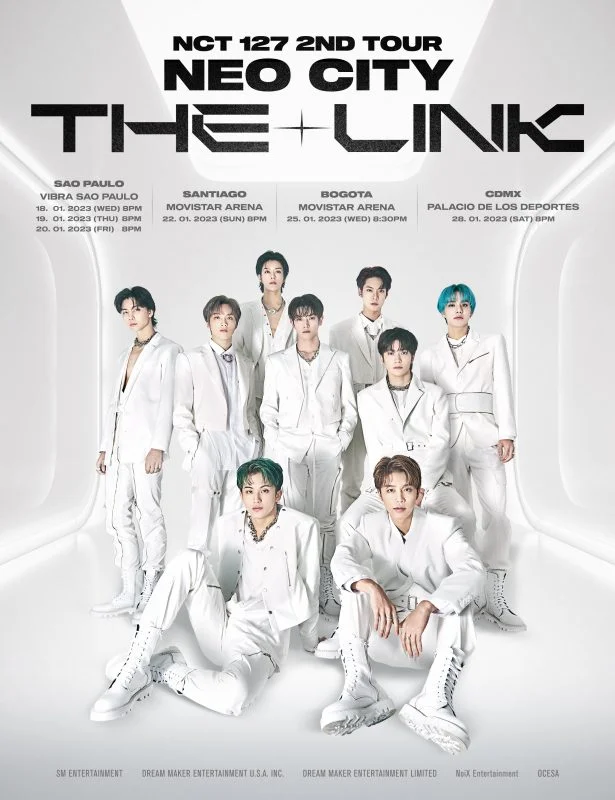 NCT 127 2ND TOUR
NEO CITY
THE LINK
SAO PAULO
VIBRA SAO PAULO
18. 01. 2023 (WED) 8PM
19. 01. 2023 (THU) 8PM
20. 01. 2023 (FRI) 8PM
SANTIAGO
MOVISTAR ARENA
22. 01. 2023 (SUN) 8PM
BOGOTA
MOVISTAR ARENA
25. 01. 2023 (WED) 8:30PM
CDMX
PALACIO DE LOS DEPORTES
28. 01. 2023 (SAT) 8PM
SM ENTERTAINMENT DREAM MAKER ENTERTAINMENT U.S.A. INC. DREAM MAKER ENTERTAINMENT LIMITED NoiX Entertainment OCESA